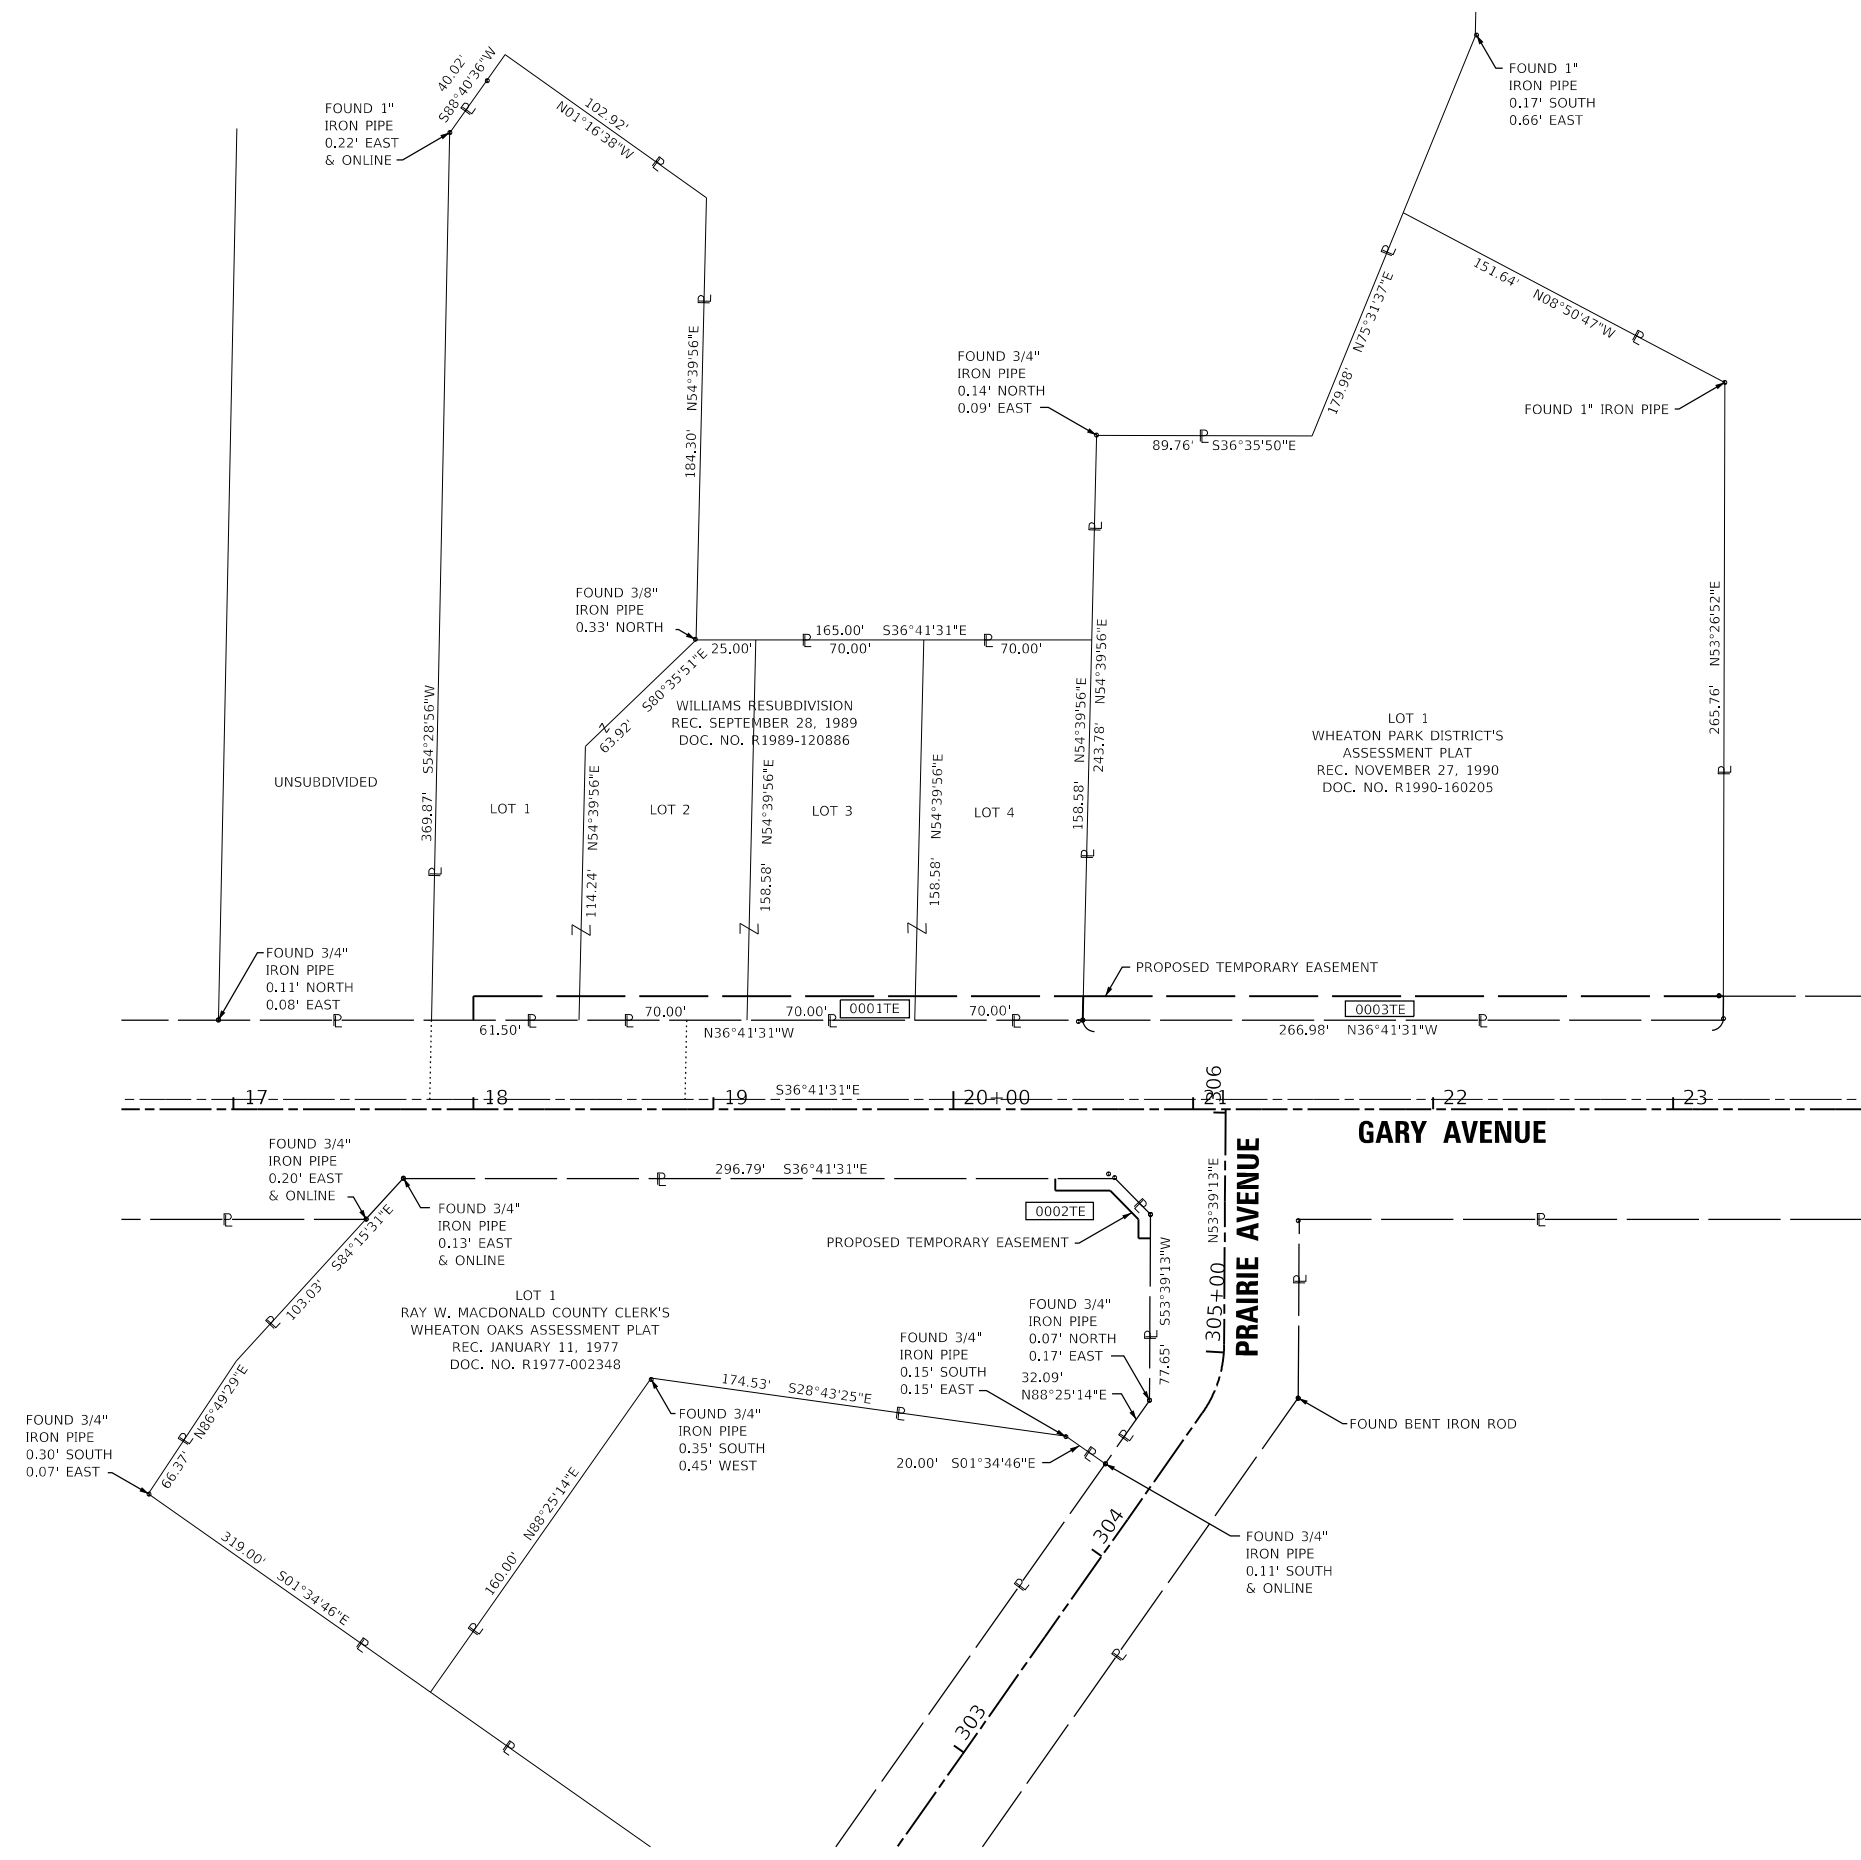 40.02'
S88°40'36"W
FOUND 1"
IRON PIPE
0.22' EAST
& ONLINE
102.92'
N01°16'38"W
FOUND 1"
IRON PIPE
0.17' SOUTH
0.66' EAST
151.64' N08°50'47"W
179.98' N75°31'37"E
184.30' N54°39'56"E
FOUND 3/4"
IRON PIPE
0.14' NORTH
0.09' EAST
FOUND 1" IRON PIPE
89.76' S36°35'50"E
FOUND 3/8"
IRON PIPE
0.33' NORTH
165.00' S36°41'31"E
25.00'
70.00'
70.00'
63.92' S80°35'51"E
WILLIAMS RESUBDIVISION
REC. SEPTEMBER 28, 1989
DOC. NO. R1989-120886
369.87' S54°28'56"W
158.58' N54°39'56"E
243.78' N54°39'56"E
265.76' N53°26'52"E
LOT 1
WHEATON PARK DISTRICT'S
ASSESSMENT PLAT
REC. NOVEMBER 27, 1990
DOC. NO. R1990-160205
UNSUBDIVIDED
LOT 1
114.24' N54°39'56"E
LOT 2
158.58' N54°39'56"E
LOT 3
158.58' N54°39'56"E
LOT 4
FOUND 3/4"
IRON PIPE
0.11' NORTH
0.08' EAST
PROPOSED TEMPORARY EASEMENT
61.50'
70.00'
70.00'
0001TE
70.00'
0003TE
N36°41'31"W
266.98' N36°41'31"W
S36°41'31"E
17
18
19
20+00
21
306
22
23
GARY AVENUE
PRAIRIE AVENUE
N53°39'13"E
305+00
304
303
FOUND 3/4"
IRON PIPE
0.20' EAST
& ONLINE
296.79' S36°41'31"E
FOUND 3/4"
IRON PIPE
0.13' EAST
& ONLINE
0002TE
PROPOSED TEMPORARY EASEMENT
103.03' S84°15'31"E
LOT 1
RAY W. MACDONALD COUNTY CLERK'S
WHEATON OAKS ASSESSMENT PLAT
REC. JANUARY 11, 1977
DOC. NO. R1977-002348
77.65' S53°39'13"W
FOUND 3/4"
IRON PIPE
0.07' NORTH
0.17' EAST
32.09'
N88°25'14"E
FOUND 3/4"
IRON PIPE
0.15' SOUTH
0.15' EAST
66.37' N86°49'29"E
174.53' S28°43'25"E
FOUND 3/4"
IRON PIPE
0.30' SOUTH
0.07' EAST
FOUND 3/4"
IRON PIPE
0.35' SOUTH
0.45' WEST
FOUND BENT IRON ROD
20.00' S01°34'46"E
160.00' N88°25'14"E
319.00' S01°34'46"E
FOUND 3/4"
IRON PIPE
0.11' SOUTH
& ONLINE